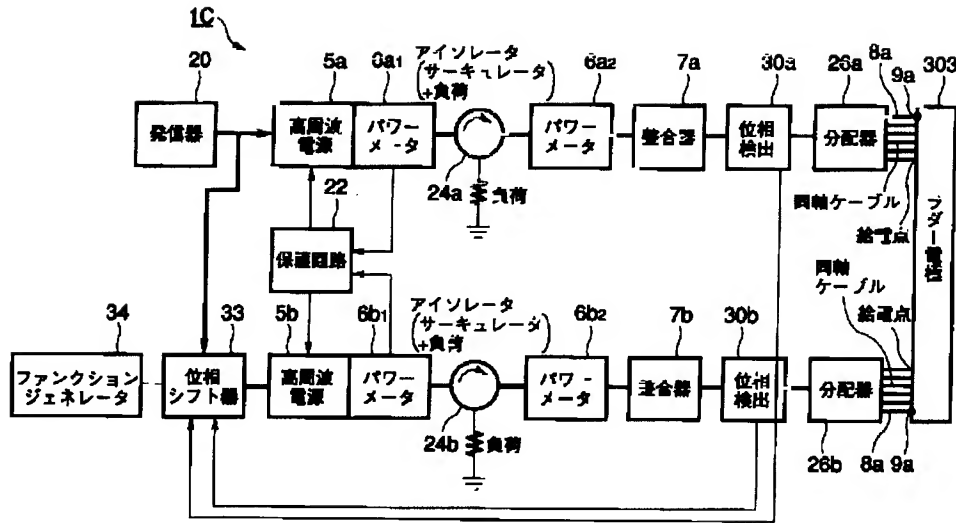 1C
20
5a
6a1
アイソレータ
(サーキュレータ)
+負荷
6a2
7a
30a
26a
8a
9a
303
発信器
高周波
電源
パワー
メータ
パワー
メータ
整合器
位相
検出
分配器
24a
負荷
22
同軸ケーブル
給電点
ラダー電極
保護回路
同軸
ケーブル
給電点
34
33
5b
6b1
アイソレータ
(サーキュレータ)
+負荷
6b2
7b
30b
ファンクション
ジェネレータ
位相
シフト器
高周波
電源
パワー
メータ
パワー
メータ
整合器
位相
検出
分配器
24b
負荷
26b
8a
9a